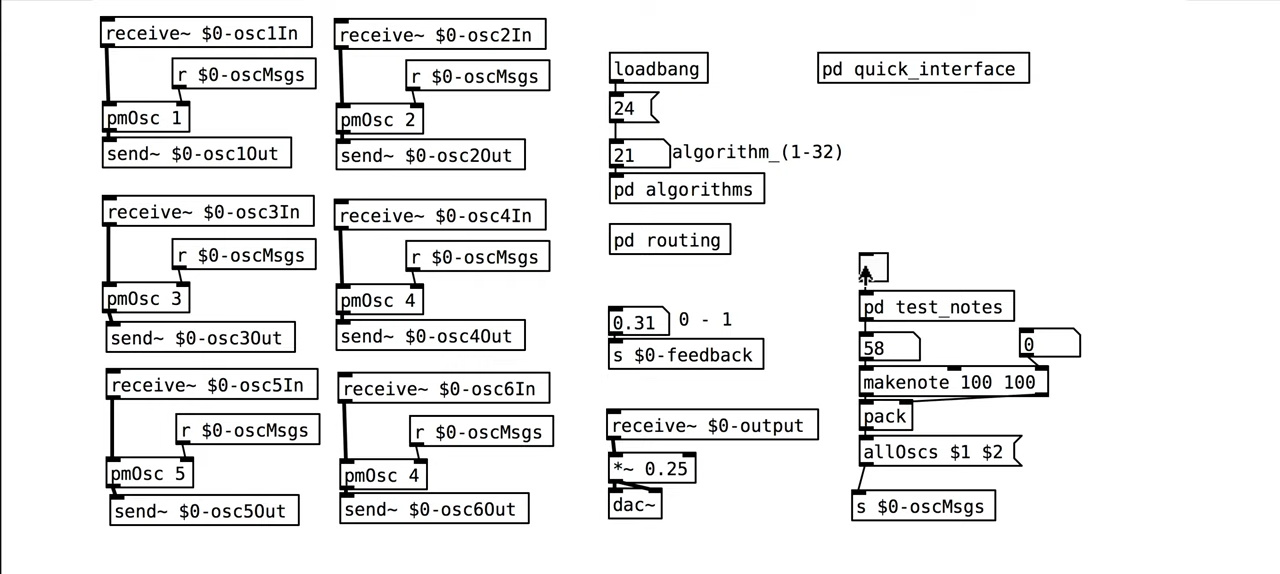 receive~ $0-osc1In
r $0-oscMsgs
pmOsc 1
send~ $0-osc1Out
receive~ $0-osc2In
r $0-oscMsgs
pmOsc 2
send~ $0-osc2Out
receive~ $0-osc3In
r $0-oscMsgs
pmOsc 3
send~ $0-osc3Out
receive~ $0-osc4In
r $0-oscMsgs
pmOsc 4
send~ $0-osc4Out
receive~ $0-osc5In
r $0-oscMsgs
pmOsc 5
send~ $0-osc5Out
receive~ $0-osc6In
r $0-oscMsgs
pmOsc 4
send~ $0-osc6Out
loadbang
24
21 algorithm_(1-32)
pd algorithms
pd routing
0.31 0 - 1
s $0-feedback
receive~ $0-output
*~ 0.25
dac~
pd quick_interface
pd test_notes
58
0
makenote 100 100
pack
allOscs $1 $2
s $0-oscMsgs